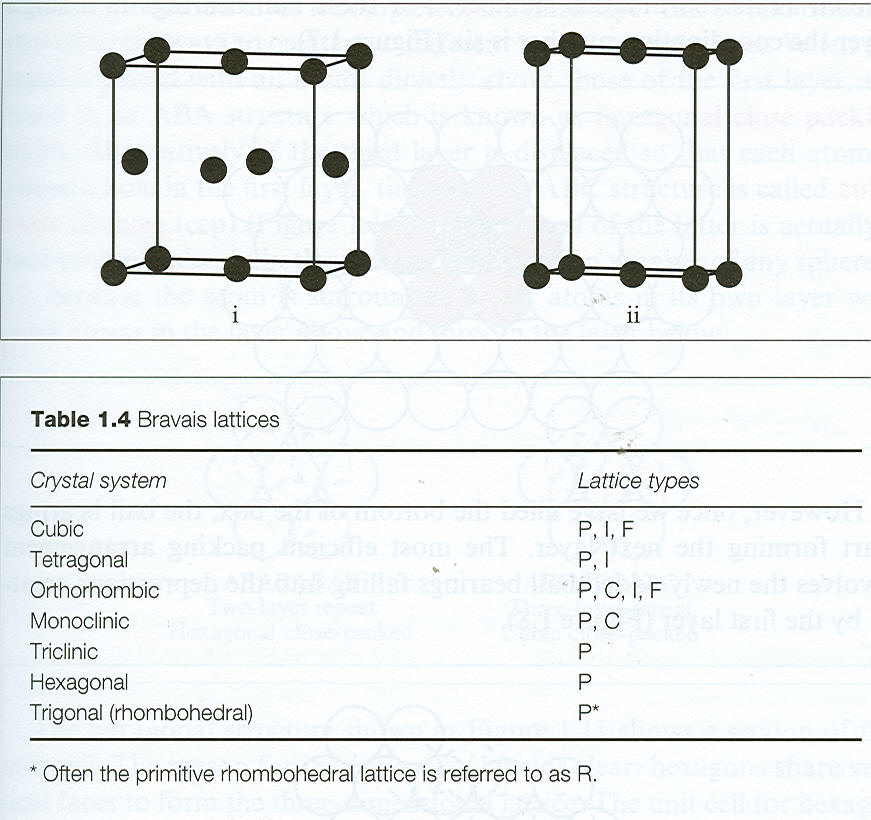 i ii
Table 1.4 Bravais lattices
Crystal system Lattice types
Cubic P, I, F
Tetragonal P, I
Orthorhombic P, C, I, F
Monoclinic P, C
Triclinic P
Hexagonal P
Trigonal (rhombohedral) P*
* Often the primitive rhombohedral lattice is referred to as R.